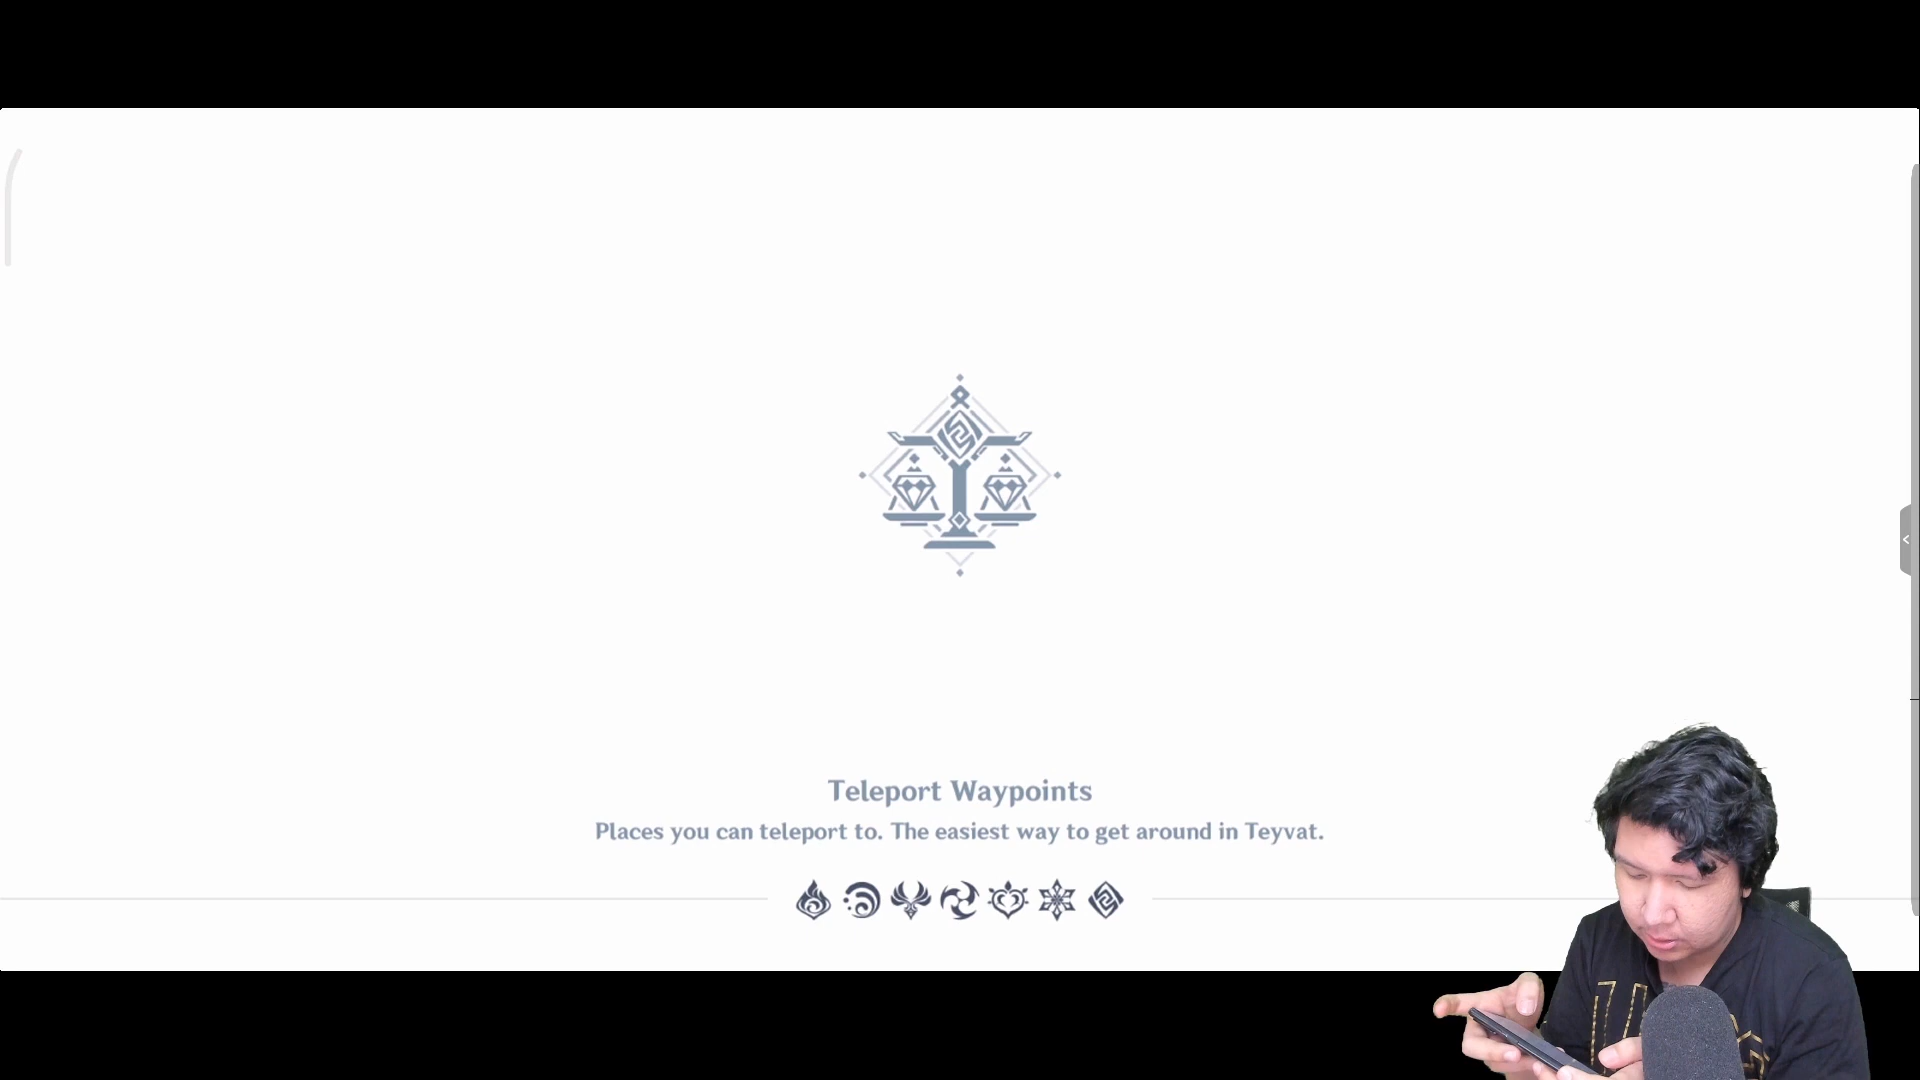 Teleport Waypoints
Places you can teleport to. The easiest way to get around in Teyvat.